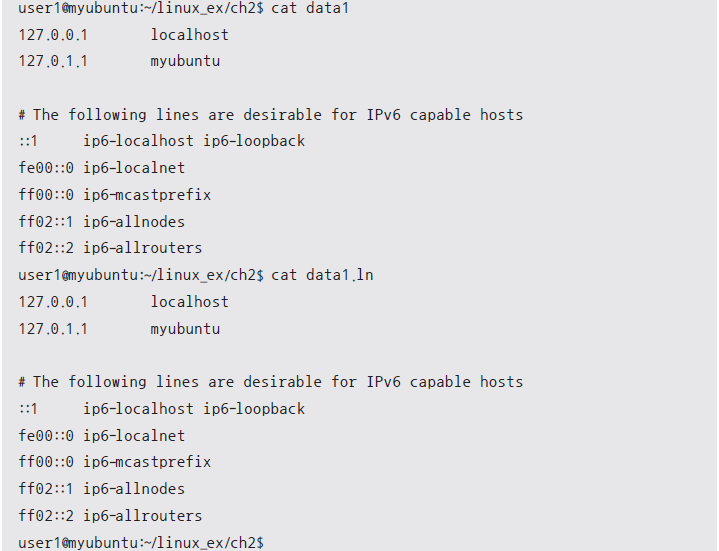 user1@myubuntu:~/linux_ex/ch2$ cat data1
127.0.0.1 localhost
127.0.1.1 myubuntu
# The following lines are desirable for IPv6 capable hosts
::1 ip6-localhost ip6-loopback
fe00::0 ip6-localnet
ff00::0 ip6-mcastprefix
ff02::1 ip6-allnodes
ff02::2 ip6-allrouters
user1@myubuntu:~/linux_ex/ch2$ cat data1.ln
127.0.0.1 localhost
127.0.1.1 myubuntu
# The following lines are desirable for IPv6 capable hosts
::1 ip6-localhost ip6-loopback
fe00::0 ip6-localnet
ff00::0 ip6-mcastprefix
ff02::1 ip6-allnodes
ff02::2 ip6-allrouters
user1@myubuntu:~/linux_ex/ch2$